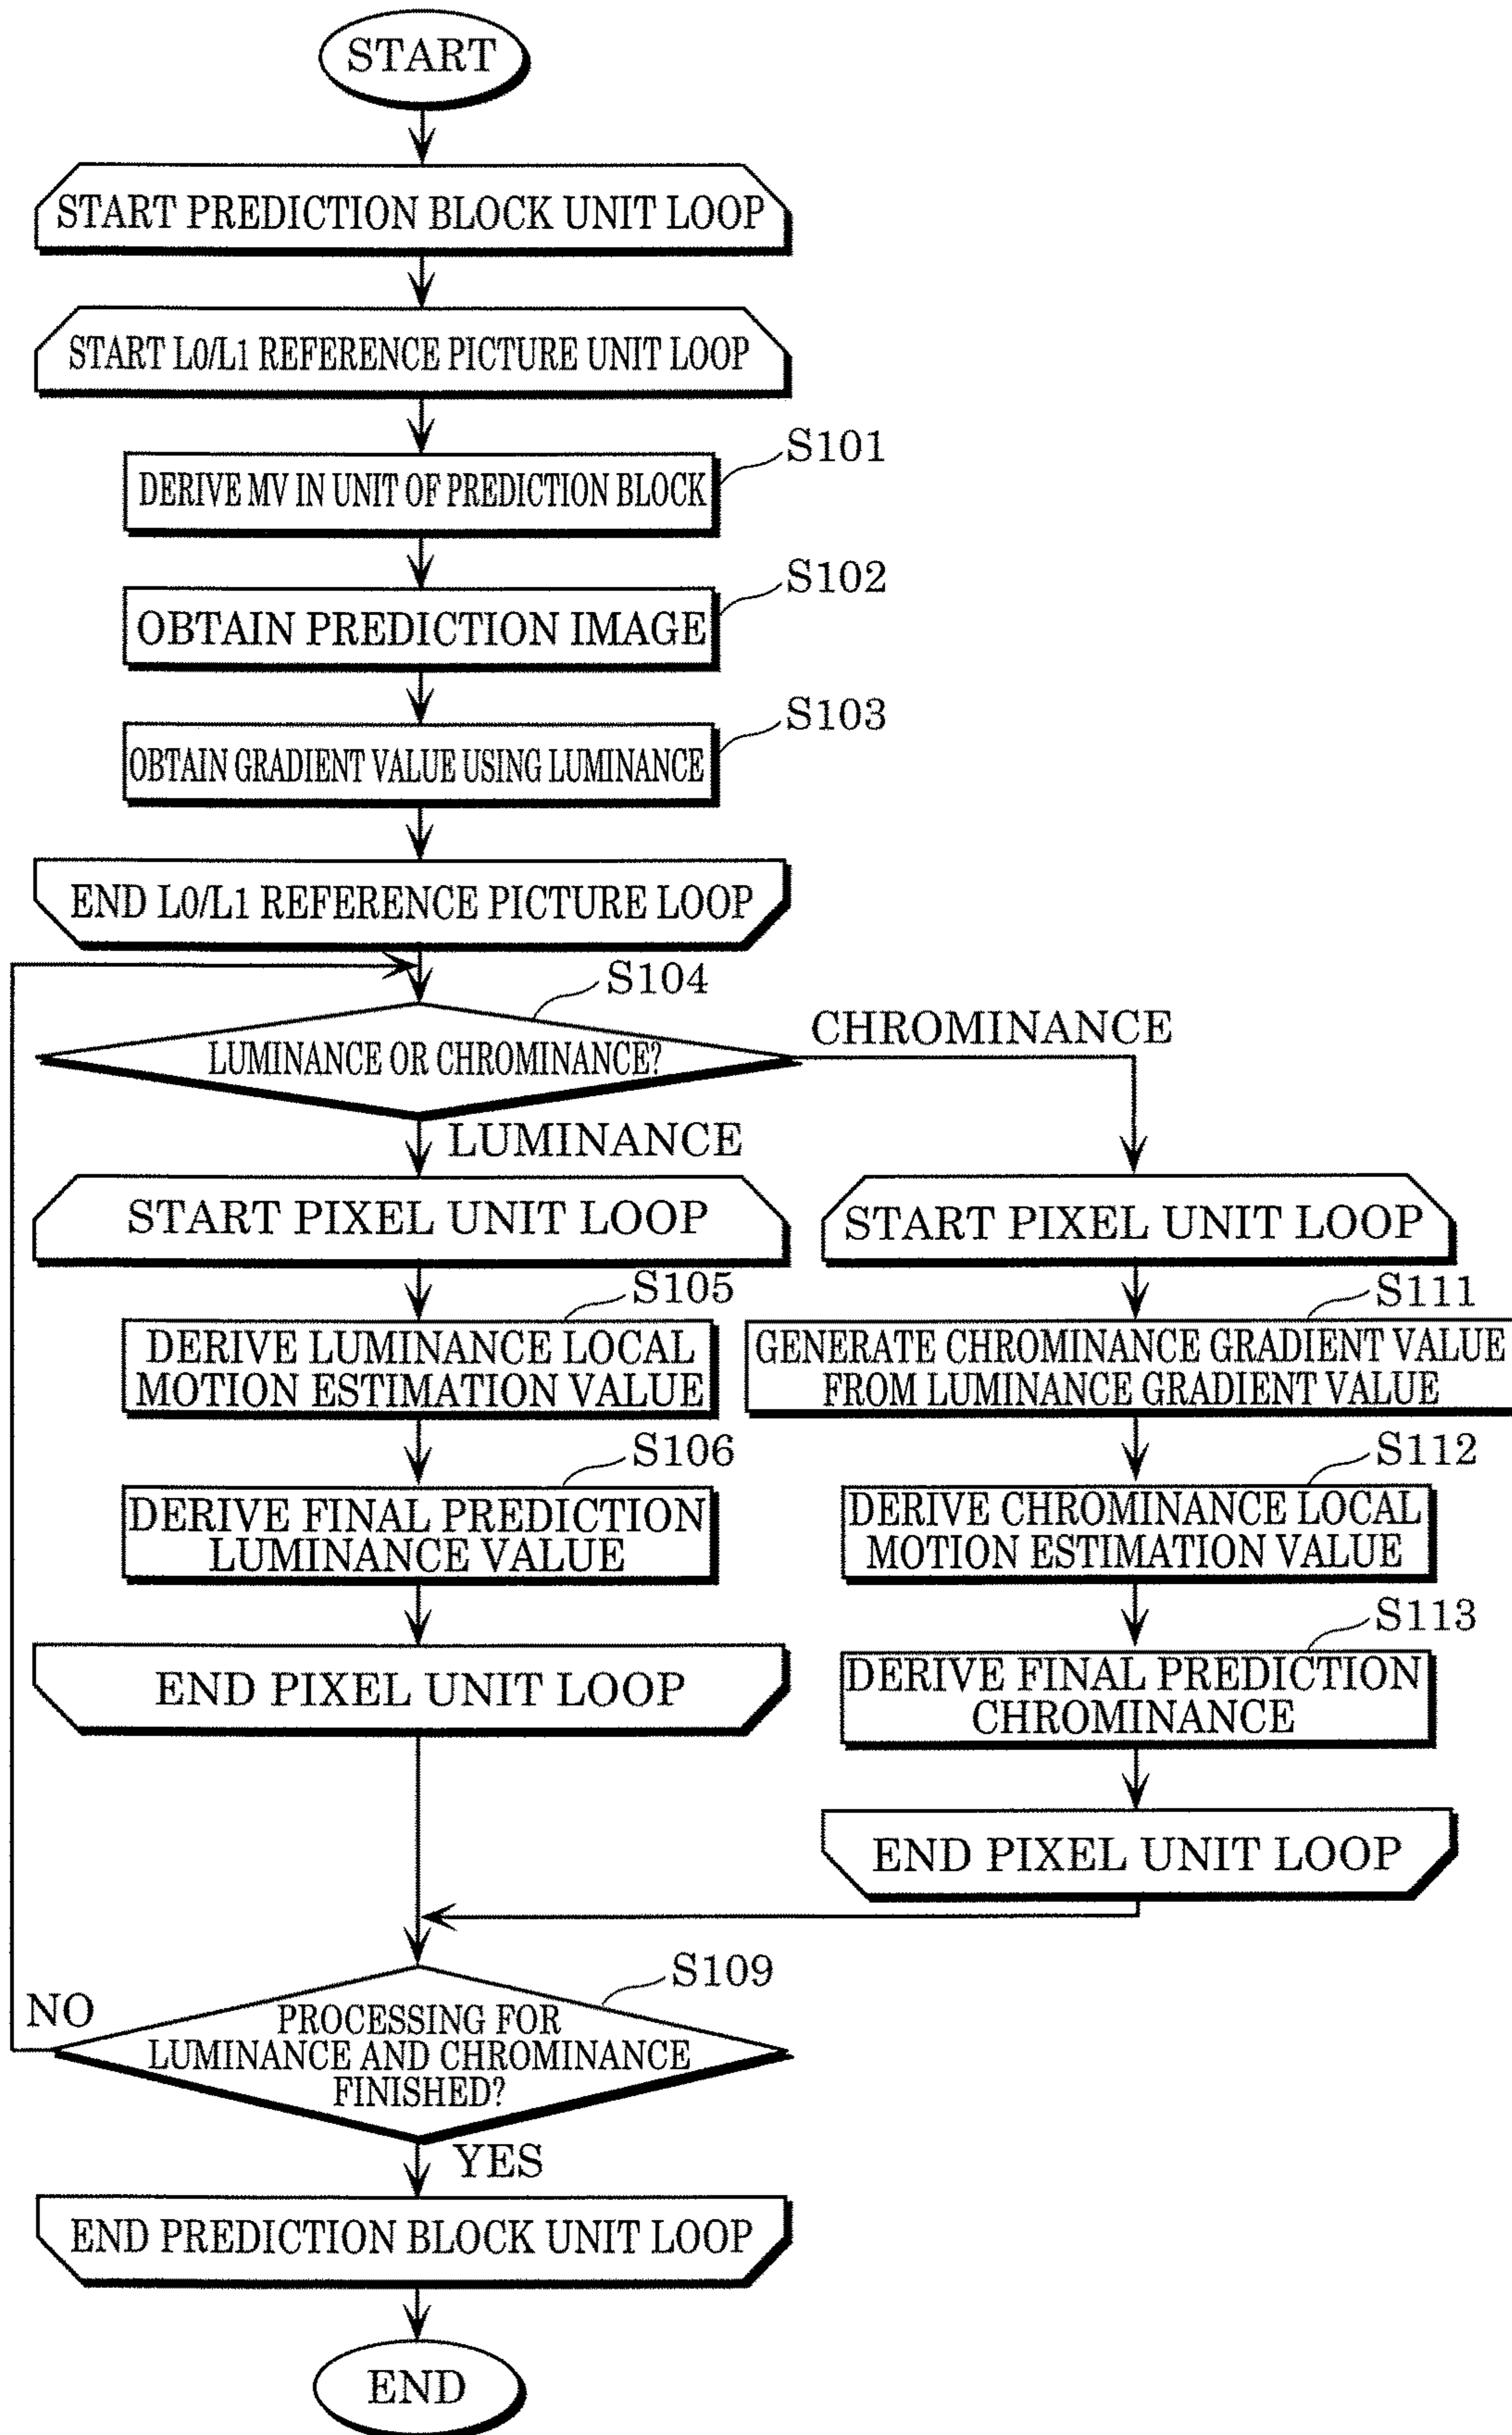 START
START PREDICTION BLOCK UNIT LOOP
START L0/L1 REFERENCE PICTURE UNIT LOOP
S101
DERIVE MV IN UNIT OF PREDICTION BLOCK
S102
OBTAIN PREDICTION IMAGE
S103
OBTAIN GRADIENT VALUE USING LUMINANCE
END L0/L1 REFERENCE PICTURE LOOP
S104
LUMINANCE OR CHROMINANCE?
CHROMINANCE
LUMINANCE
START PIXEL UNIT LOOP
S105
DERIVE LUMINANCE LOCAL
MOTION ESTIMATION VALUE
S106
DERIVE FINAL PREDICTION
LUMINANCE VALUE
END PIXEL UNIT LOOP
START PIXEL UNIT LOOP
S111
GENERATE CHROMINANCE GRADIENT VALUE
FROM LUMINANCE GRADIENT VALUE
S112
DERIVE CHROMINANCE LOCAL
MOTION ESTIMATION VALUE
S113
DERIVE FINAL PREDICTION
CHROMINANCE
END PIXEL UNIT LOOP
S109
NO
PROCESSING FOR
LUMINANCE AND CHROMINANCE
FINISHED?
YES
END PREDICTION BLOCK UNIT LOOP
END